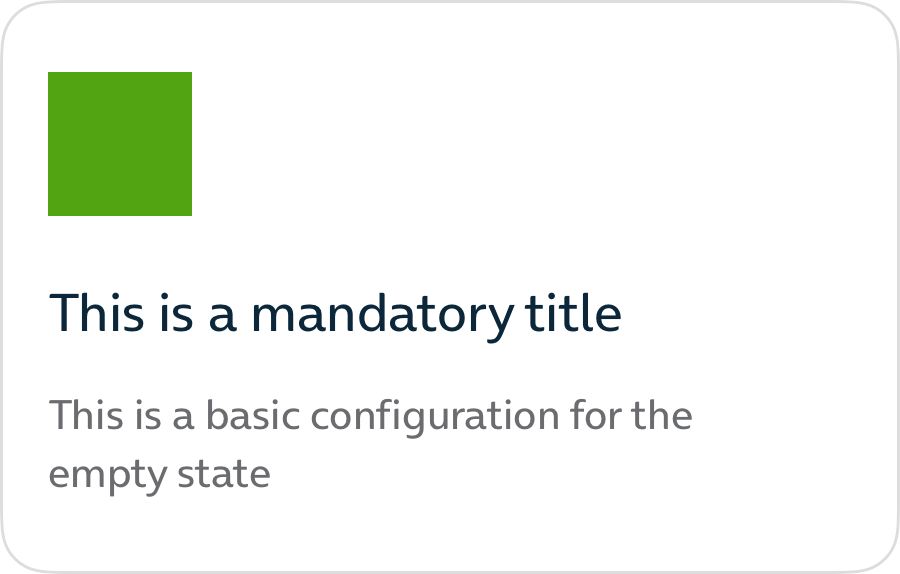 This is a mandatory title
This is a basic configuration for the
empty state